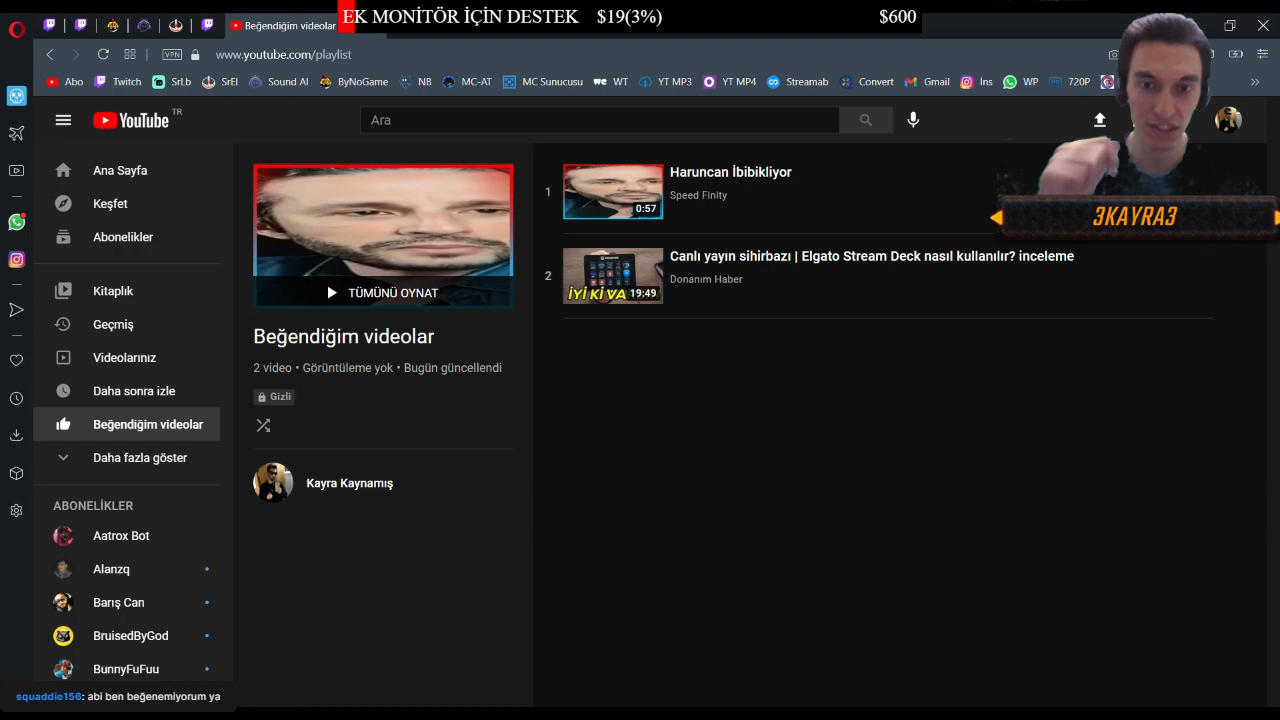 Beğendiğim videolar
EK MONİTÖR İÇİN DESTEK $19(3%) $600
VPN www.youtube.com/playlist
Abo Twitch SrLb SrEl Sound AI ByNoGame NB MC-AT MC Sunucusu WT YT MP3 YT MP4 Streamab Convert Gmail Ins WP 720P
YouTube TR
Ara
3KAYRA3
Ana Sayfa
Keşfet
Abonelikler
Kitaplık
Geçmiş
Videolarınız
Daha sonra izle
Beğendiğim videolar
Daha fazla göster
ABONELİKLER
Aatrox Bot
Alanzq
Barış Can
BruisedByGod
BunnyFuFuu
squaddie156: abi ben beğenemiyorum ya
TÜMÜNÜ OYNAT
Beğendiğim videolar
2 video • Görüntüleme yok • Bugün güncellendi
Gizli
Kayra Kaynamış
1
0:57
Haruncan İbibikliyor
Speed Finity
2
İYİ Kİ VA
19:49
Canlı yayın sihirbazı | Elgato Stream Deck nasıl kullanılır? inceleme
Donanım Haber